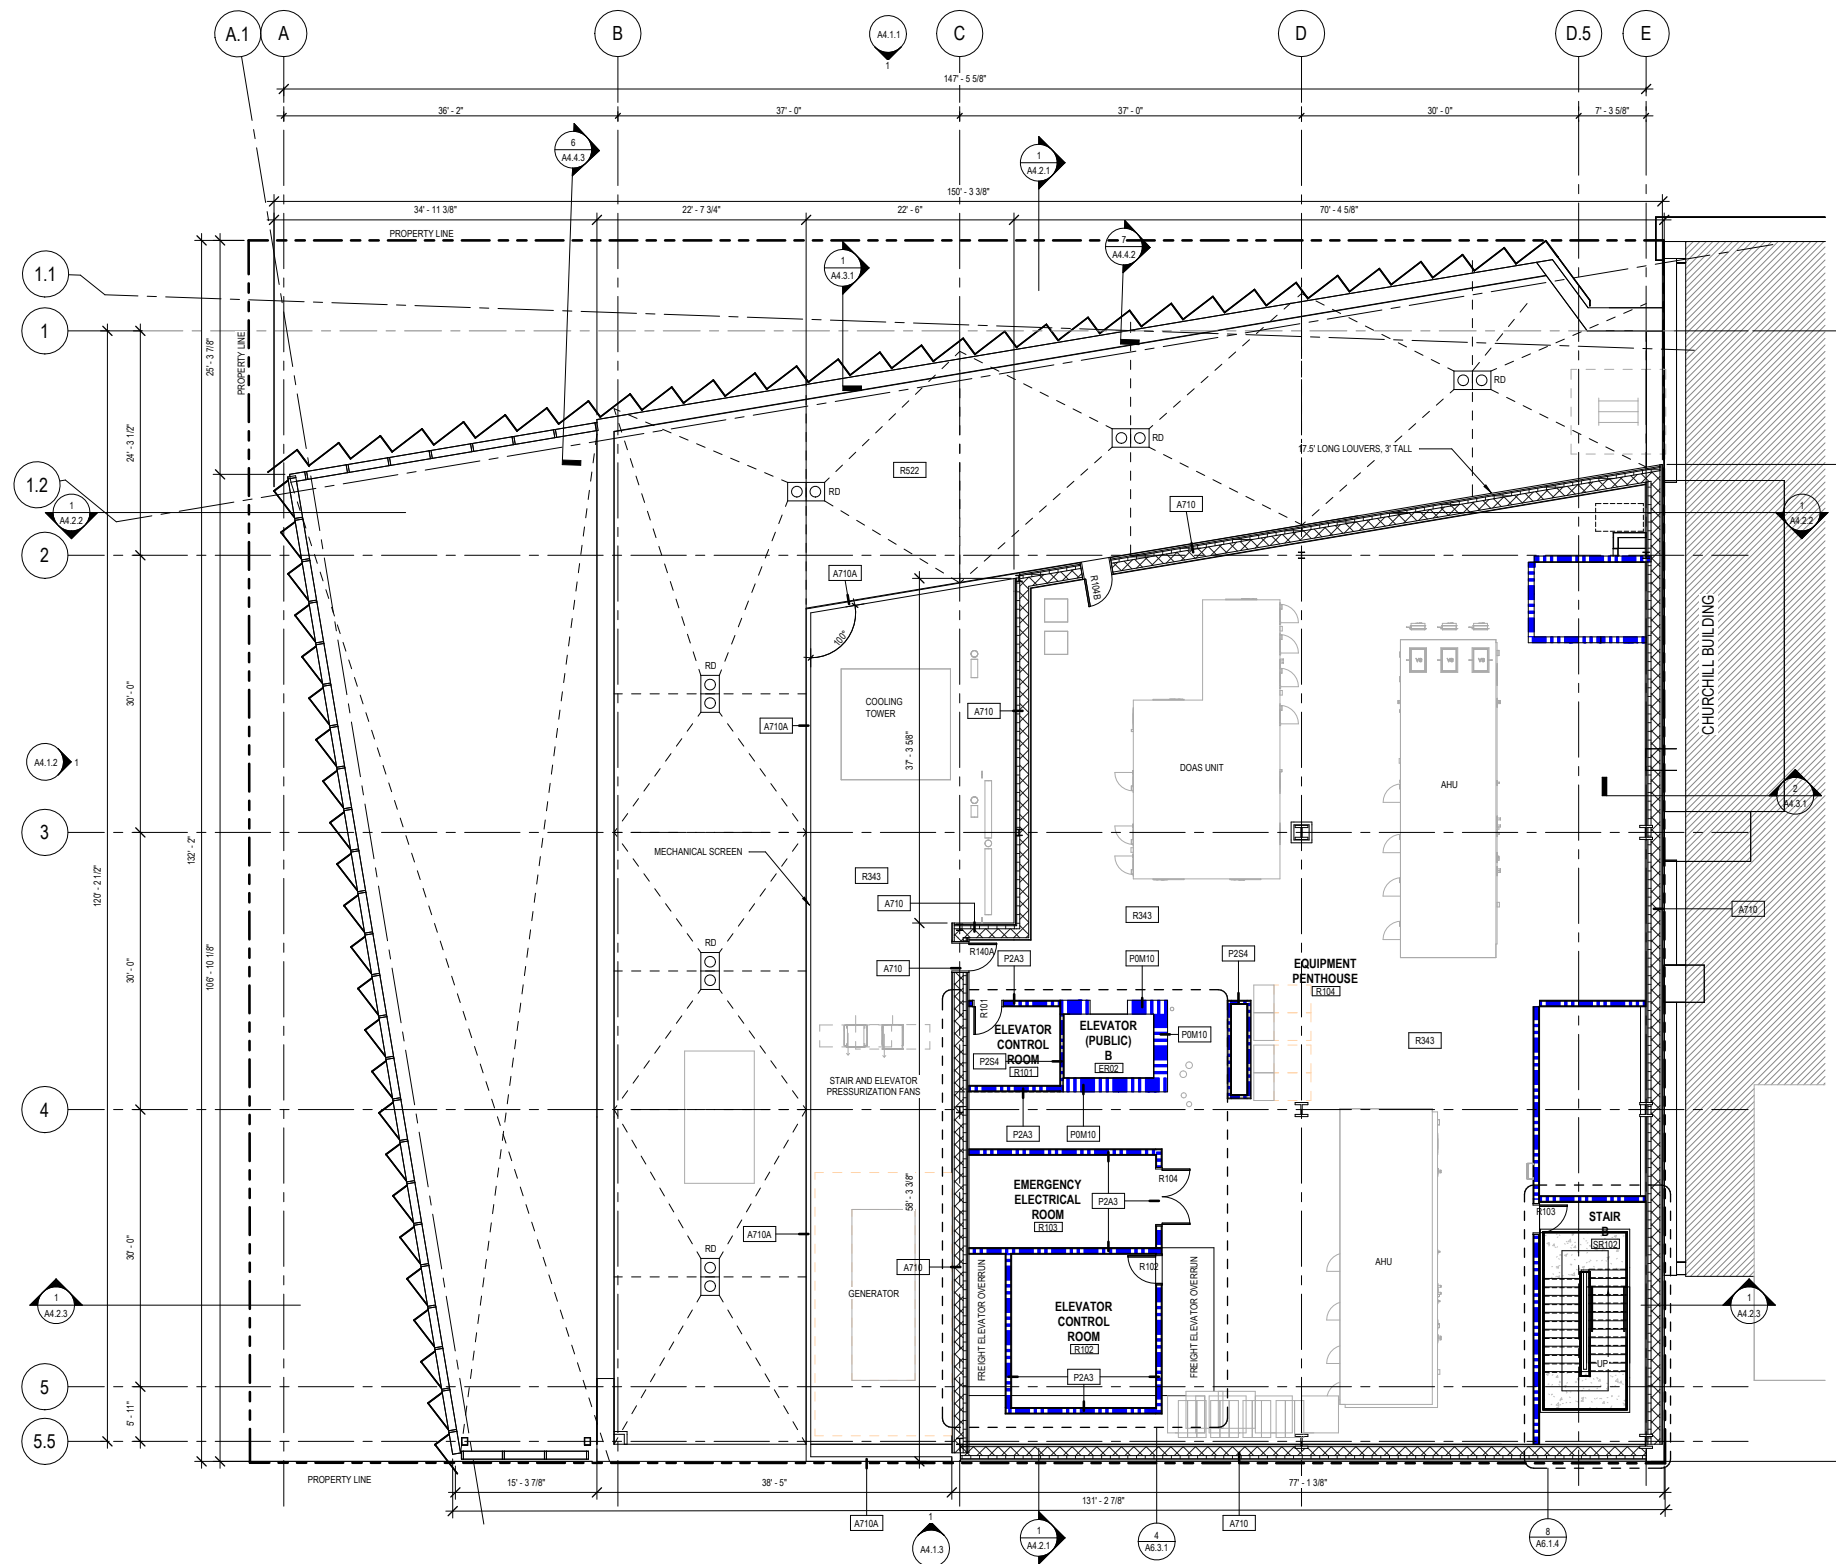 A.1
A
B
A4.1.1
1
C
D
D.5
E
147' - 5 5/8"
36' - 2"
37' - 0"
37' - 0"
30' - 0"
7' - 3 5/8"
6
A4.4.3
1
A4.2.1
150' - 3 3/8"
34' - 11 3/8"
22' - 7 3/4"
22' - 6"
70' - 4 5/8"
PROPERTY LINE
1
A4.3.1
7
A4.4.2
1.1
1
PROPERTY LINE
25' - 3 7/8"
24' - 3 1/2"
RD
RD
RD
R522
17.5' LONG LOUVERS, 3' TALL
1.2
1
A4.2.2
A710
1
A4.2.2
2
A710A
R104B
100°
CHURCHILL BUILDING
RD
30' - 0"
COOLING
TOWER
A710A
A710
37' - 3 5/8"
DOAS UNIT
AHU
A4.1.2
1
2
A4.3.1
3
132' - 2"
120' - 2 1/2"
106' - 10 1/8"
MECHANICAL SCREEN
R343
A710
R343
A710
RD
30' - 0"
R140A
A710
P2A3
P0M10
P2S4
EQUIPMENT
PENTHOUSE
R104
R101
ELEVATOR
CONTROL
ROOM
R101
P2S4
ELEVATOR
(PUBLIC)
B
ER02
P0M10
R343
STAIR AND ELEVATOR
PRESSURIZATION FANS
4
P2A3
P0M10
58' - 3 3/8"
EMERGENCY
ELECTRICAL
ROOM
R103
P2A3
R104
R103
STAIR
B
SR102
30' - 0"
RD
A710A
A710
R102
AHU
GENERATOR
1
A4.2.3
FREIGHT ELEVATOR OVERRUN
ELEVATOR
CONTROL
ROOM
R102
FREIGHT ELEVATOR OVERRUN
1
A4.2.3
UP
P2A3
5
5' - 11"
5.5
PROPERTY LINE
15' - 3 7/8"
38' - 5"
77' - 1 3/8"
131' - 2 7/8"
A710A
1
A4.1.3
1
A4.2.1
4
A6.3.1
A710
8
A6.1.4